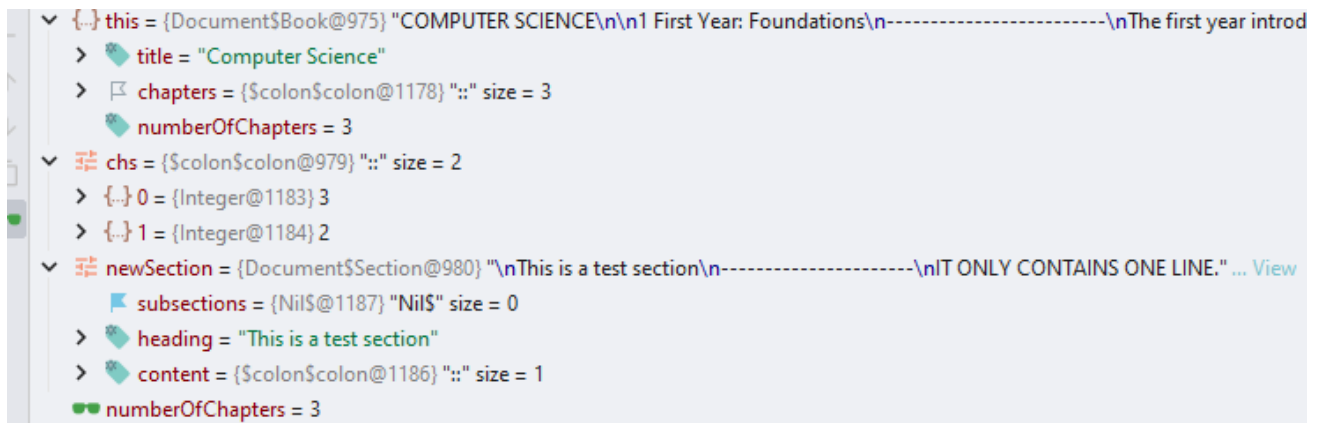 {...} this = {Document$Book@975} "COMPUTER SCIENCE\n\n1 First Year: Foundations\n-------------------------\nThe first year introd
title = "Computer Science"
chapters = {$colon$colon@1178} "::" size = 3
numberOfChapters = 3
chs = {$colon$colon@979} "::" size = 2
{...} 0 = {Integer@1183} 3
{...} 1 = {Integer@1184} 2
newSection = {Document$Section@980} "\nThis is a test section\n----------------------\nIT ONLY CONTAINS ONE LINE." ... View
subsections = {Nil$@1187} "Nil$" size = 0
heading = "This is a test section"
content = {$colon$colon@1186} "::" size = 1
numberOfChapters = 3